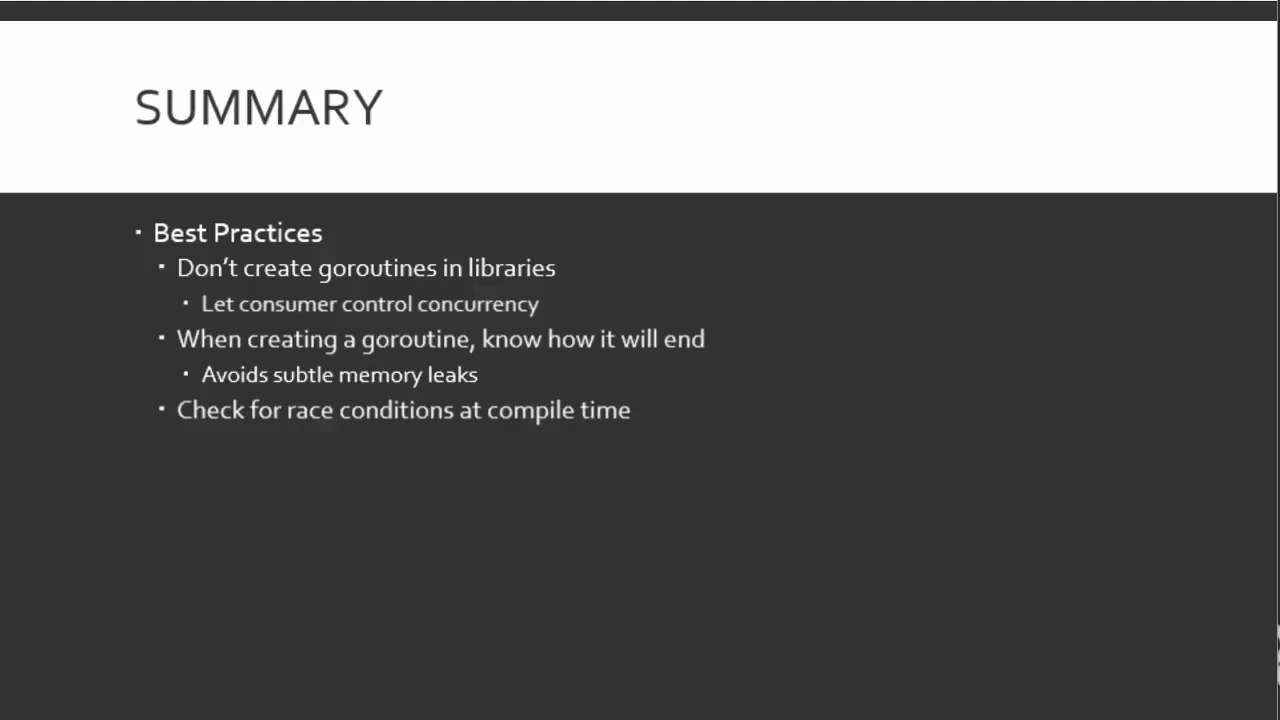 SUMMARY
▪ Best Practices
▪ Don’t create goroutines in libraries
▪ Let consumer control concurrency
▪ When creating a goroutine, know how it will end
▪ Avoids subtle memory leaks
▪ Check for race conditions at compile time